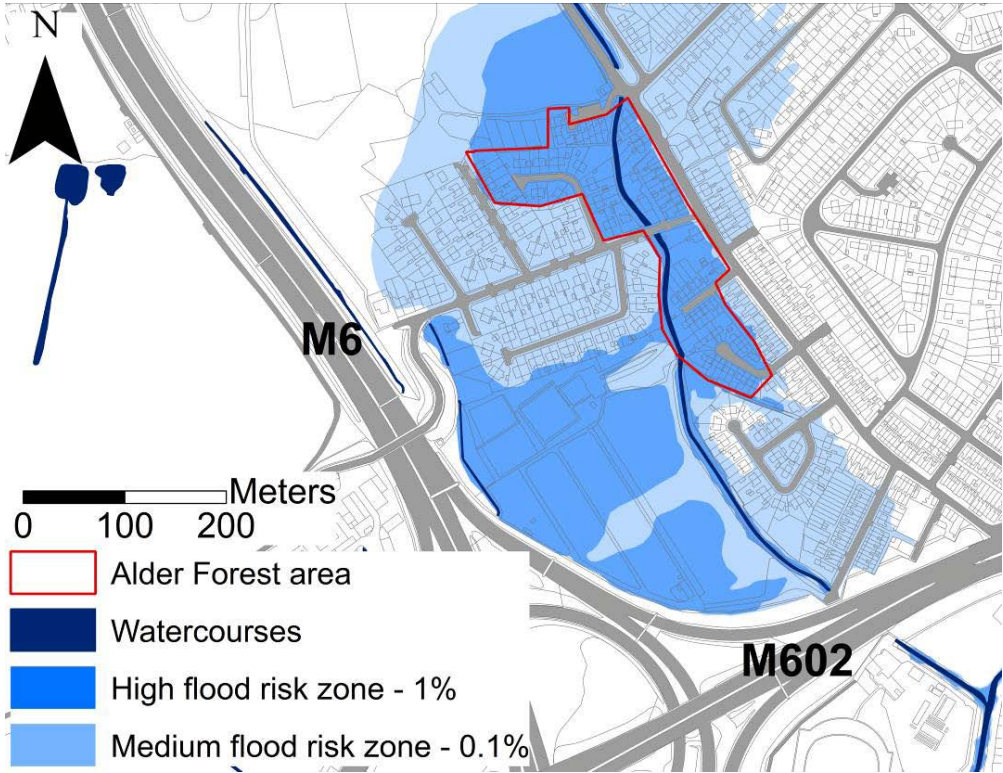 N
M6
M602
Meters
0 100 200
Alder Forest area
Watercourses
High flood risk zone - 1%
Medium flood risk zone - 0.1%